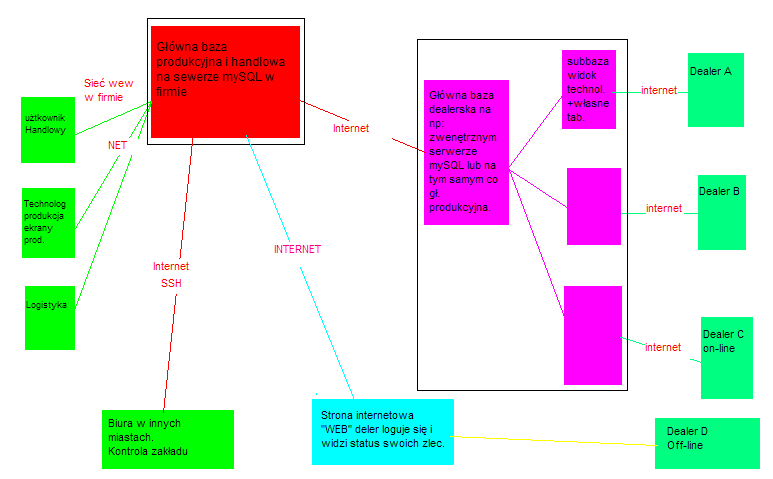 Główna baza
produkcyjna i handlowa
na sewerze mySQL w
firmie
Sieć wew
w firmie
użtkownik
Handlowy
NET
Technolog
produkcja
ekrany
prod.
Logistyka
Internet
SSH
INTERNET
Internet
Główna baza
dealerska na
np.
zwenętrznym
serwerze
mySQL lub na
tym samym co
gł.
produkcyjna.
subbaza
widok
technol.
+własne
tab.
internet
Dealer A
internet
Dealer B
internet
Dealer C
on-line
Biura w innych
miastach.
Kontrola zakładu
Strona internetowa
"WEB" deler loguje się i
widzi status swoich zlec.
Dealer D
Off-line